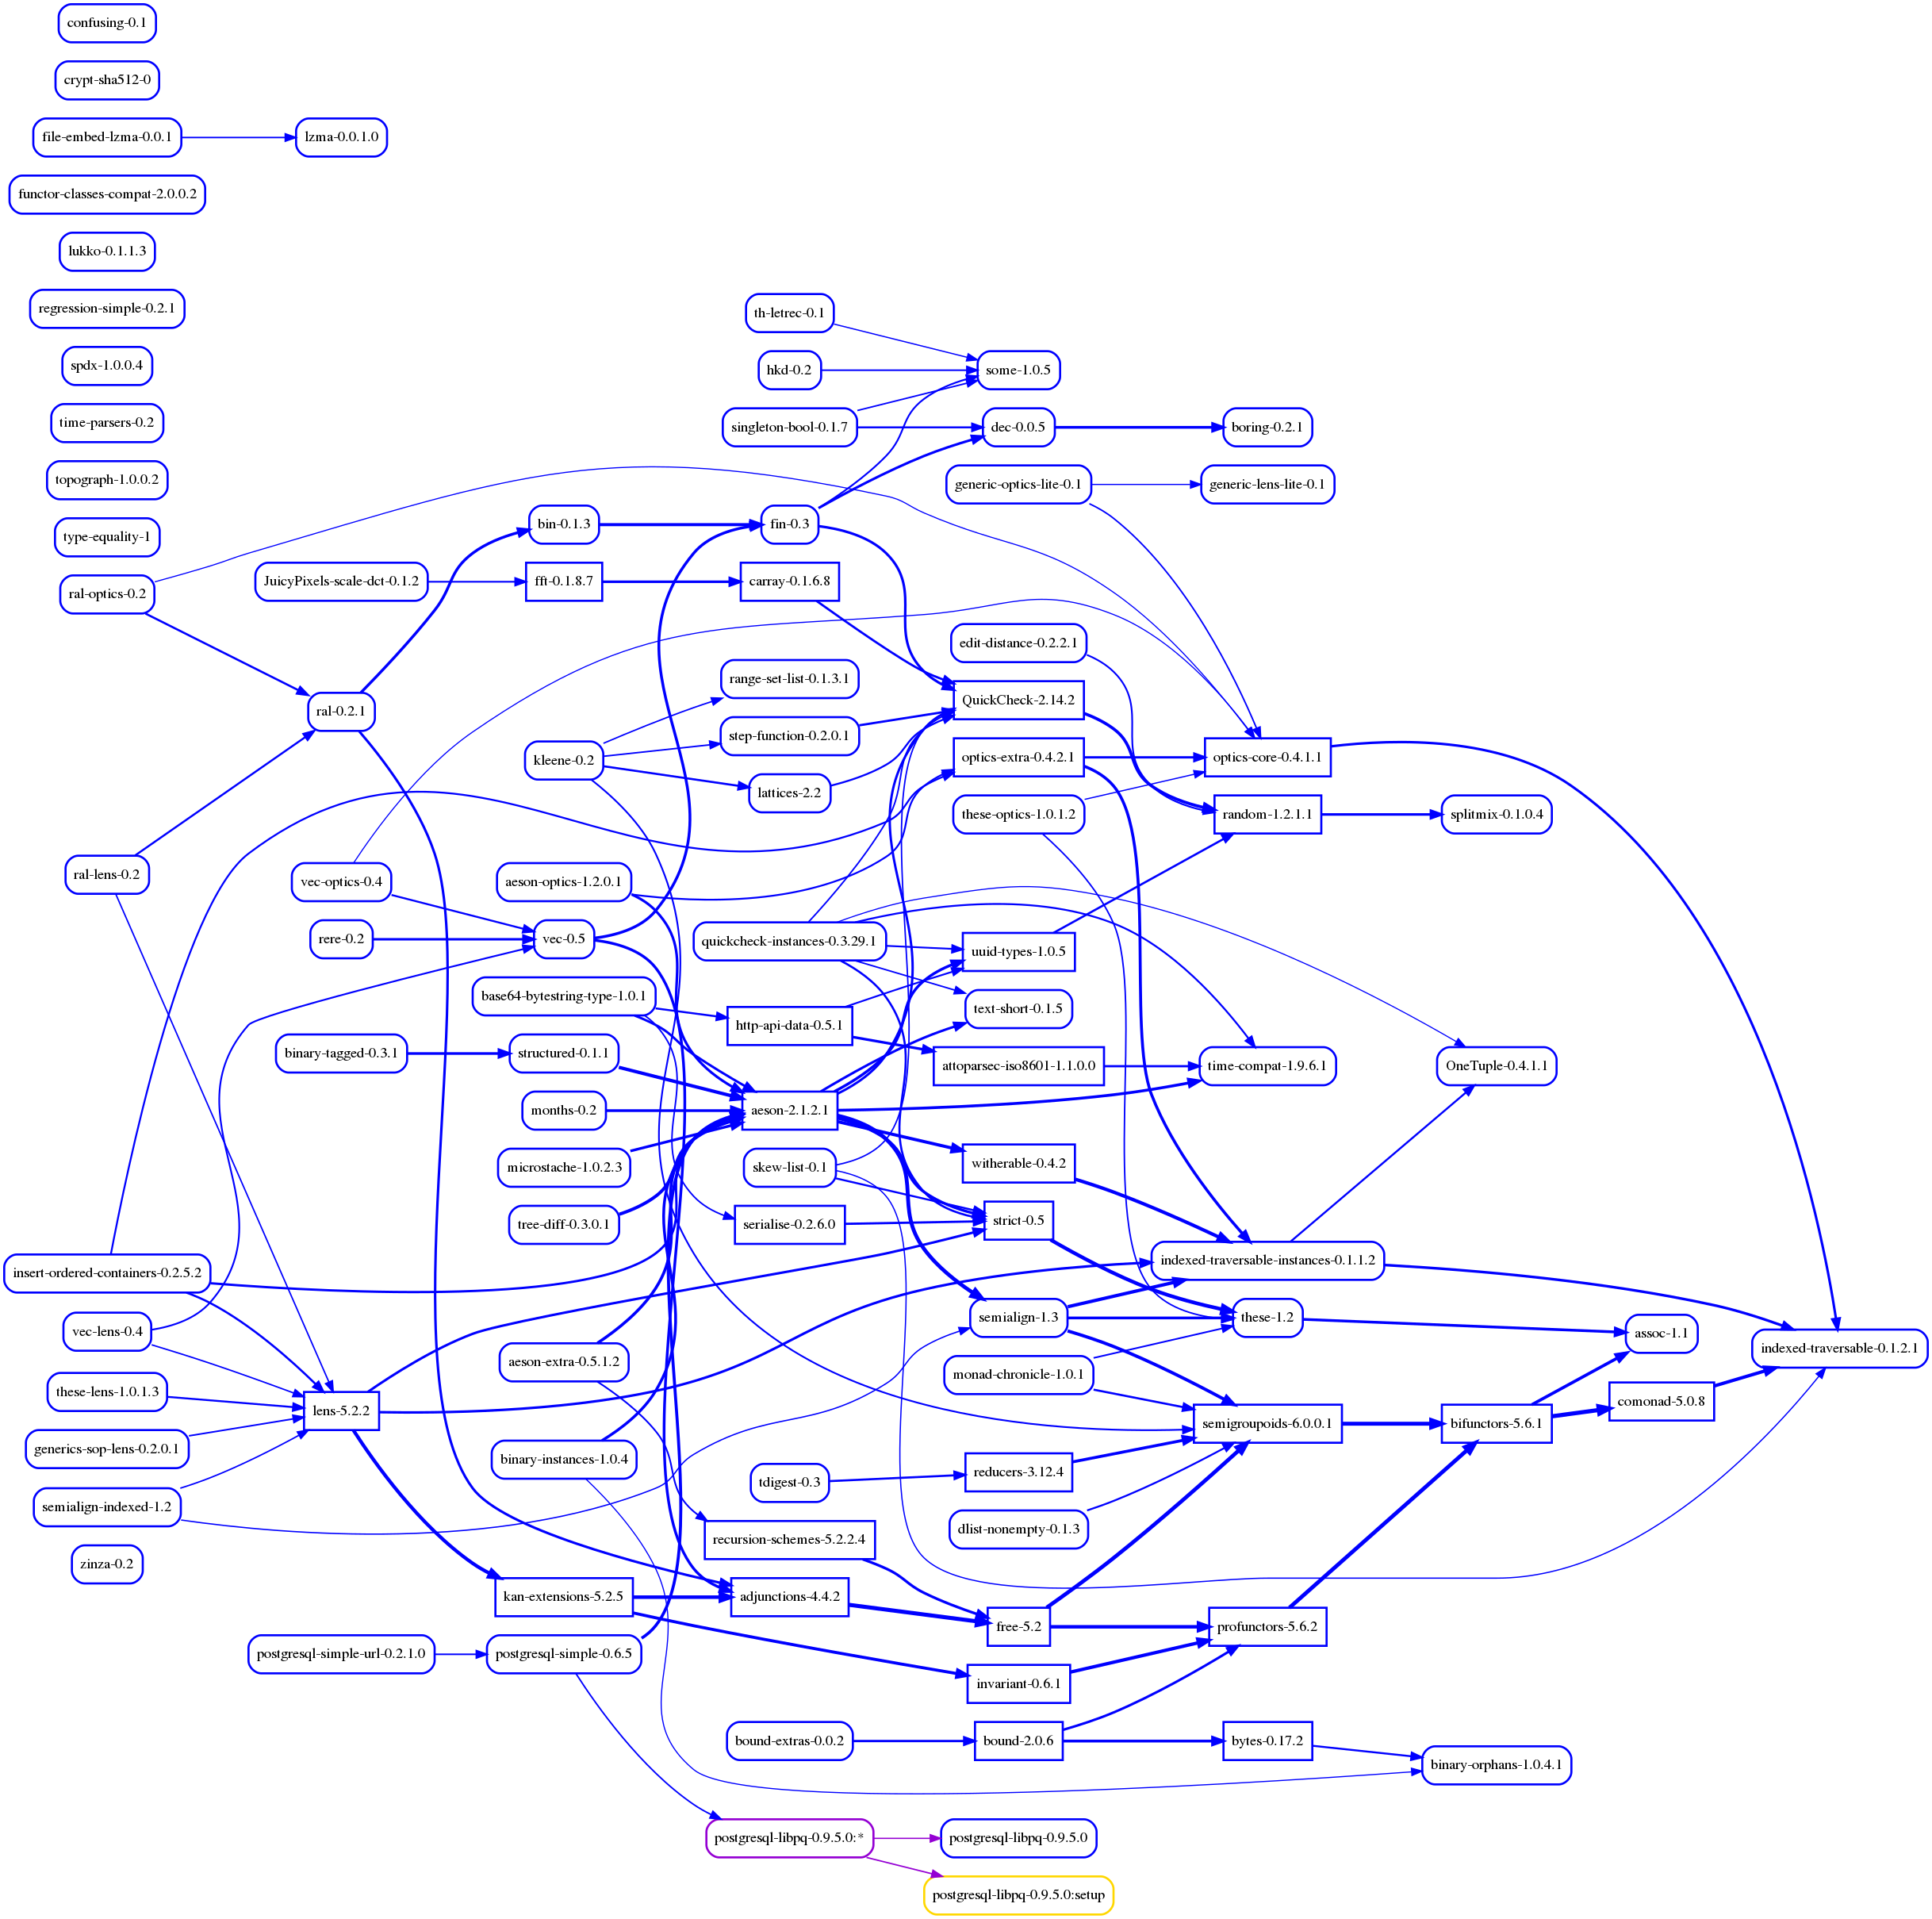 confusing-0.1
crypt-sha512-0
file-embed-lzma-0.0.1
lzma-0.0.1.0
functor-classes-compat-2.0.0.2
lukko-0.1.1.3
regression-simple-0.2.1
th-letrec-0.1
spdx-1.0.0.4
hkd-0.2
some-1.0.5
time-parsers-0.2
singleton-bool-0.1.7
dec-0.0.5
boring-0.2.1
topograph-1.0.0.2
generic-optics-lite-0.1
generic-lens-lite-0.1
type-equality-1
bin-0.1.3
fin-0.3
ral-optics-0.2
JuicyPixels-scale-dct-0.1.2
fft-0.1.8.7
carray-0.1.6.8
edit-distance-0.2.2.1
range-set-list-0.1.3.1
QuickCheck-2.14.2
ral-0.2.1
step-function-0.2.0.1
kleene-0.2
optics-extra-0.4.2.1
optics-core-0.4.1.1
lattices-2.2
these-optics-1.0.1.2
random-1.2.1.1
splitmix-0.1.0.4
ral-lens-0.2
vec-optics-0.4
aeson-optics-1.2.0.1
rere-0.2
vec-0.5
quickcheck-instances-0.3.29.1
uuid-types-1.0.5
base64-bytestring-type-1.0.1
text-short-0.1.5
http-api-data-0.5.1
binary-tagged-0.3.1
structured-0.1.1
attoparsec-iso8601-1.1.0.0
time-compat-1.9.6.1
OneTuple-0.4.1.1
months-0.2
aeson-2.1.2.1
microstache-1.0.2.3
skew-list-0.1
witherable-0.4.2
tree-diff-0.3.0.1
serialise-0.2.6.0
strict-0.5
insert-ordered-containers-0.2.5.2
indexed-traversable-instances-0.1.1.2
vec-lens-0.4
semialign-1.3
these-1.2
assoc-1.1
indexed-traversable-0.1.2.1
aeson-extra-0.5.1.2
monad-chronicle-1.0.1
these-lens-1.0.1.3
lens-5.2.2
comonad-5.0.8
semigroupoids-6.0.0.1
bifunctors-5.6.1
generics-sop-lens-0.2.0.1
binary-instances-1.0.4
tdigest-0.3
reducers-3.12.4
semialign-indexed-1.2
dlist-nonempty-0.1.3
recursion-schemes-5.2.2.4
zinza-0.2
kan-extensions-5.2.5
adjunctions-4.4.2
free-5.2
profunctors-5.6.2
postgresql-simple-url-0.2.1.0
postgresql-simple-0.6.5
invariant-0.6.1
bound-extras-0.0.2
bound-2.0.6
bytes-0.17.2
binary-orphans-1.0.4.1
postgresql-libpq-0.9.5.0:*
postgresql-libpq-0.9.5.0
postgresql-libpq-0.9.5.0:setup